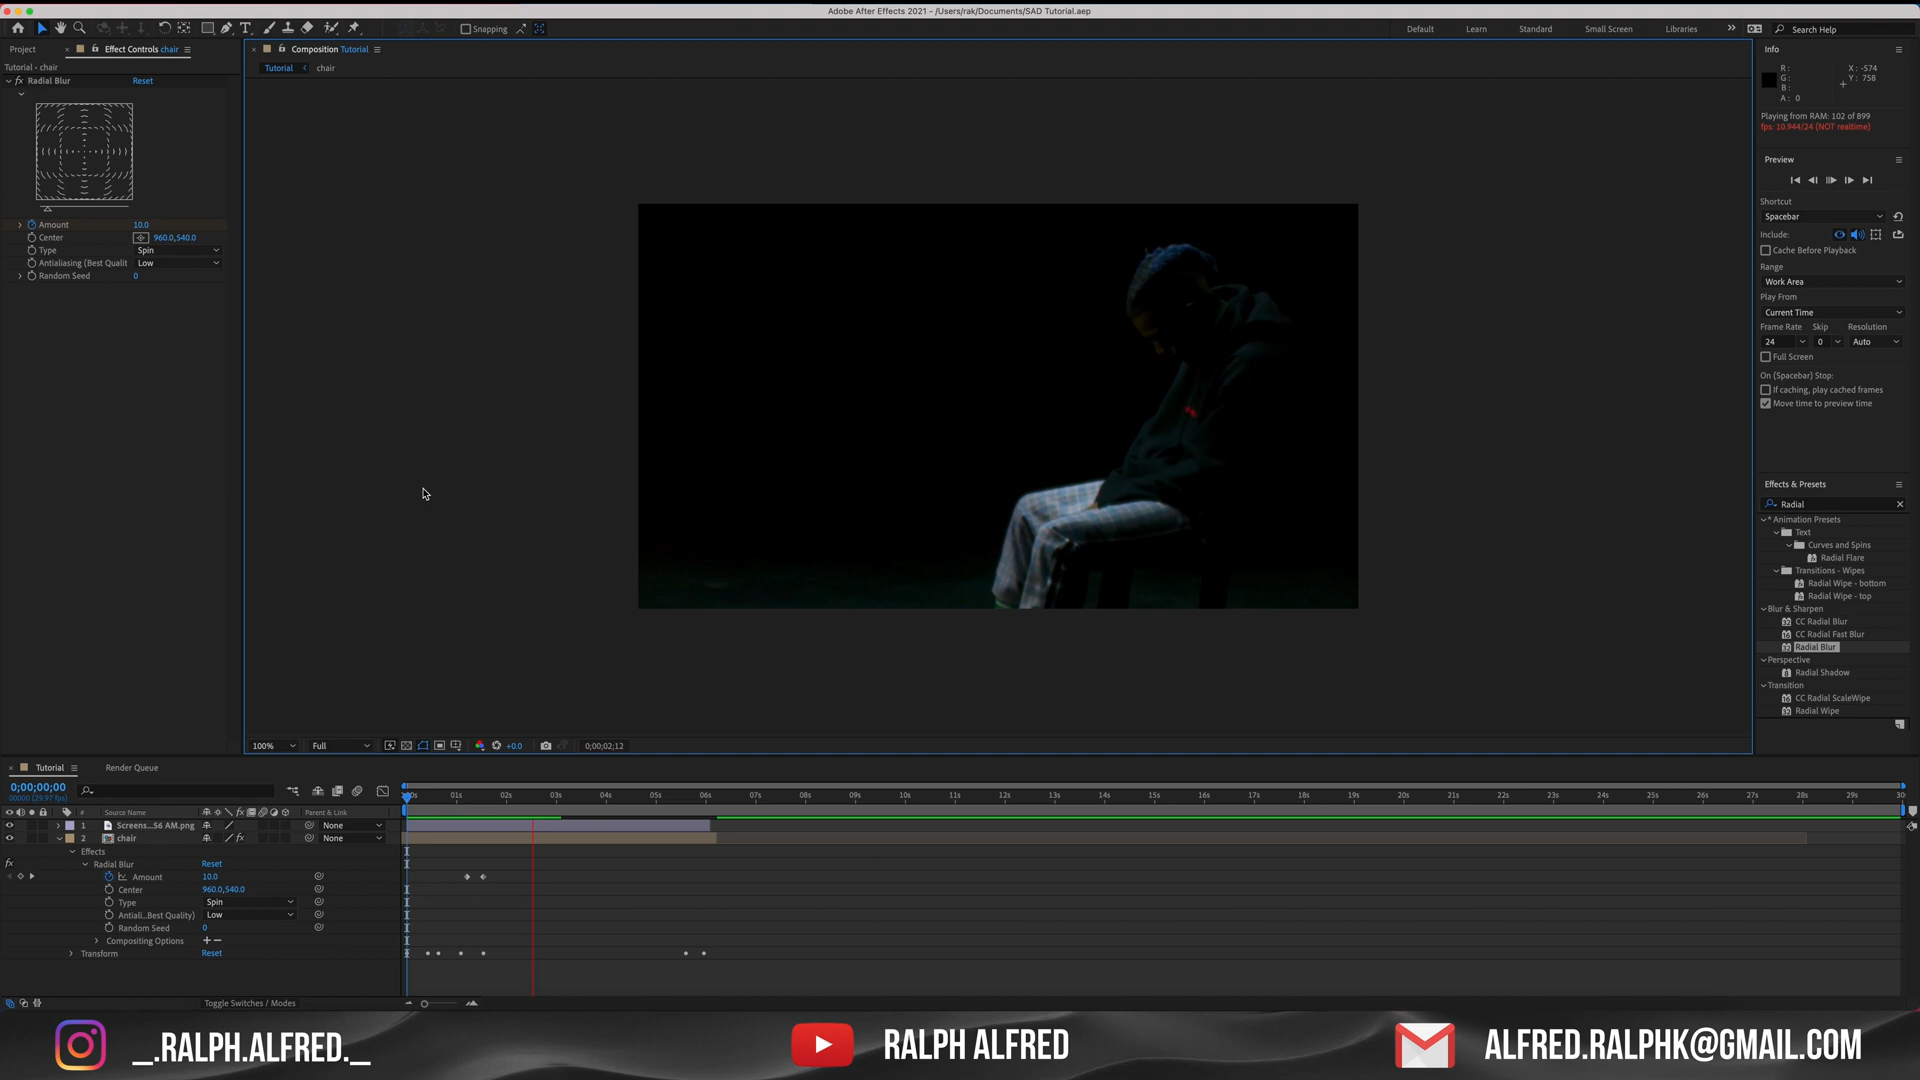 Adobe After Effects 2021 - /Users/rak/Documents/SAD Tutorial.aep
Snapping
Default
Learn
Standard
Small Screen
Libraries
Search Help
Project
Effect Controls chair
Tutorial • chair
fx Radial Blur Reset
Amount 10.0
Center 960.0,540.0
Type Spin
Antialiasing (Best Qualit Low
Random Seed 0
Composition Tutorial
Tutorial
chair
100%
Full
+0.0
0;00;02;12
Info
R :
G :
B :
A : 0
X : -574
Y : 758
Playing from RAM: 102 of 899
fps: 10.944/24 (NOT realtime)
Preview
Shortcut
Spacebar
Include:
Cache Before Playback
Range
Work Area
Play From
Current Time
Frame Rate Skip Resolution
24 0 Auto
Full Screen
On (Spacebar) Stop:
If caching, play cached frames
Move time to preview time
Effects & Presets
Radial
* Animation Presets
Text
Curves and Spins
Radial Flare
Transitions - Wipes
Radial Wipe - bottom
Radial Wipe - top
Blur & Sharpen
CC Radial Blur
CC Radial Fast Blur
Radial Blur
Perspective
Radial Shadow
Transition
CC Radial ScaleWipe
Radial Wipe
Tutorial
Render Queue
0;00;00;00
00000 (29.97 fps)
# Source Name Parent & Link
01s 02s 03s 04s 05s 06s 07s 08s 09s 10s 11s 12s 13s 14s 15s 16s 17s 18s 19s 20s 21s 22s 23s 24s 25s 26s 27s 28s 29s
1 Screens...56 AM.png None
2 chair fx None
Effects
fx Radial Blur Reset
Amount 10.0
Center 960.0,540.0
Type Spin
Antiali...Best Quality) Low
Random Seed 0
Compositing Options + –
Transform Reset
Toggle Switches / Modes
_.RALPH.ALFRED._
RALPH ALFRED
ALFRED.RALPHK@GMAIL.COM